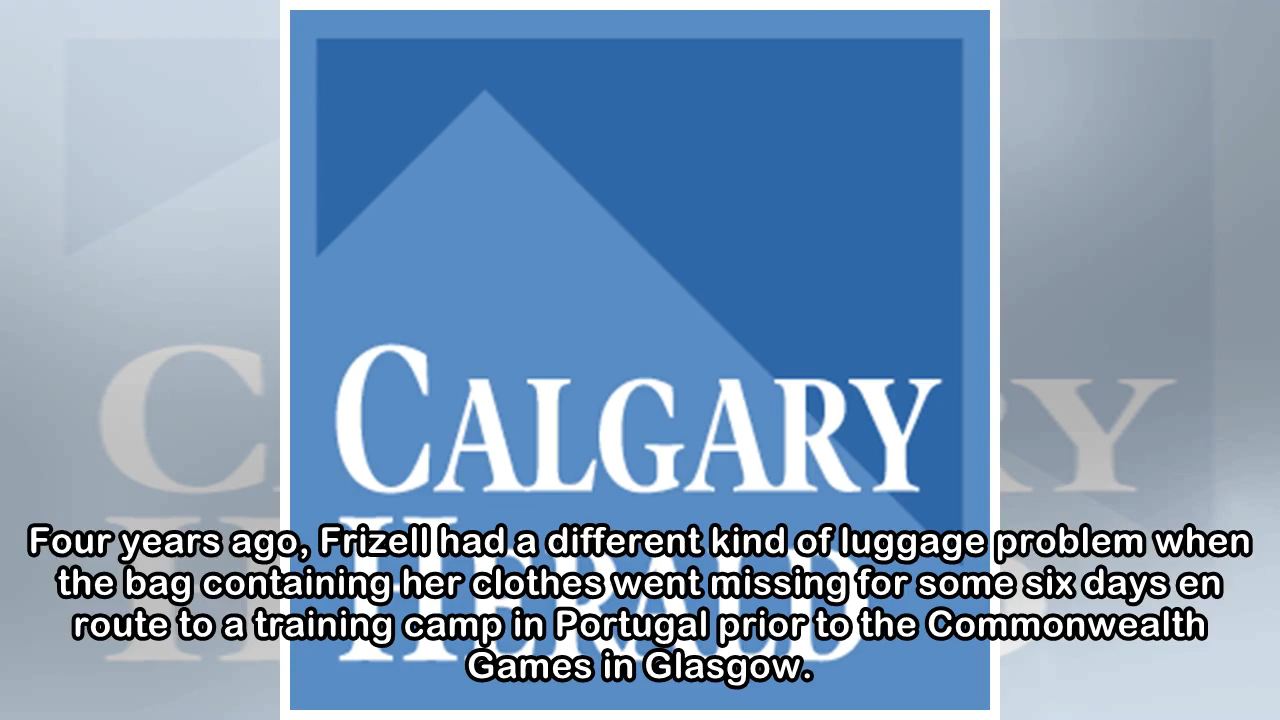 CALGARY
HERALD
Four years ago, Frizell had a different kind of luggage problem when
the bag containing her clothes went missing for some six days en
route to a training camp in Portugal prior to the Commonwealth
Games in Glasgow.